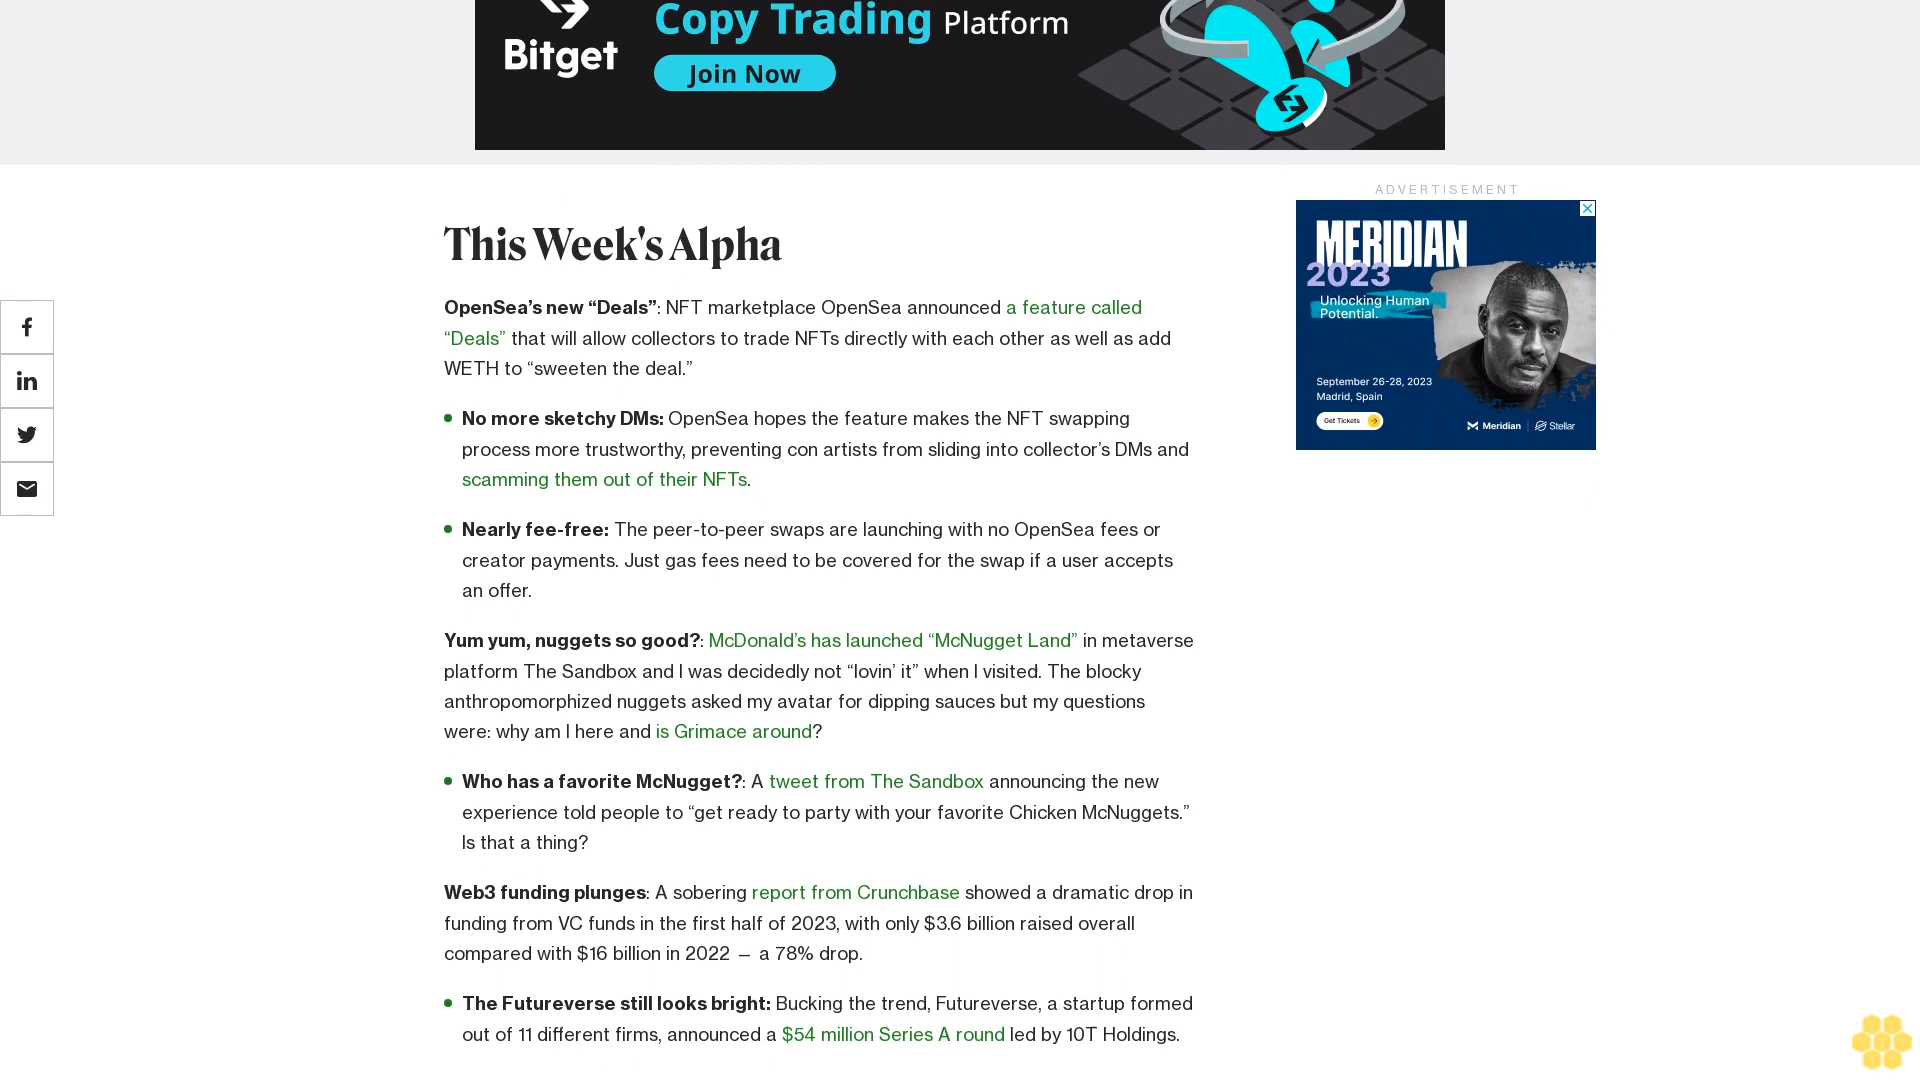 Copy Trading Platform
Bitget
Join Now
ADVERTISEMENT
MERIDIAN
2023
Unlocking Human
Potential.
September 26-28, 2023
Madrid, Spain
Get Tickets
Meridian | Stellar
This Week's Alpha
OpenSea’s new “Deals”: NFT marketplace OpenSea announced a feature called
“Deals” that will allow collectors to trade NFTs directly with each other as well as add
WETH to “sweeten the deal.”
No more sketchy DMs: OpenSea hopes the feature makes the NFT swapping
process more trustworthy, preventing con artists from sliding into collector’s DMs and
scamming them out of their NFTs.
Nearly fee-free: The peer-to-peer swaps are launching with no OpenSea fees or
creator payments. Just gas fees need to be covered for the swap if a user accepts
an offer.
Yum yum, nuggets so good?: McDonald’s has launched “McNugget Land” in metaverse
platform The Sandbox and I was decidedly not “lovin’ it” when I visited. The blocky
anthropomorphized nuggets asked my avatar for dipping sauces but my questions
were: why am I here and is Grimace around?
Who has a favorite McNugget?: A tweet from The Sandbox announcing the new
experience told people to “get ready to party with your favorite Chicken McNuggets.”
Is that a thing?
Web3 funding plunges: A sobering report from Crunchbase showed a dramatic drop in
funding from VC funds in the first half of 2023, with only $3.6 billion raised overall
compared with $16 billion in 2022 — a 78% drop.
The Futureverse still looks bright: Bucking the trend, Futureverse, a startup formed
out of 11 different firms, announced a $54 million Series A round led by 10T Holdings.